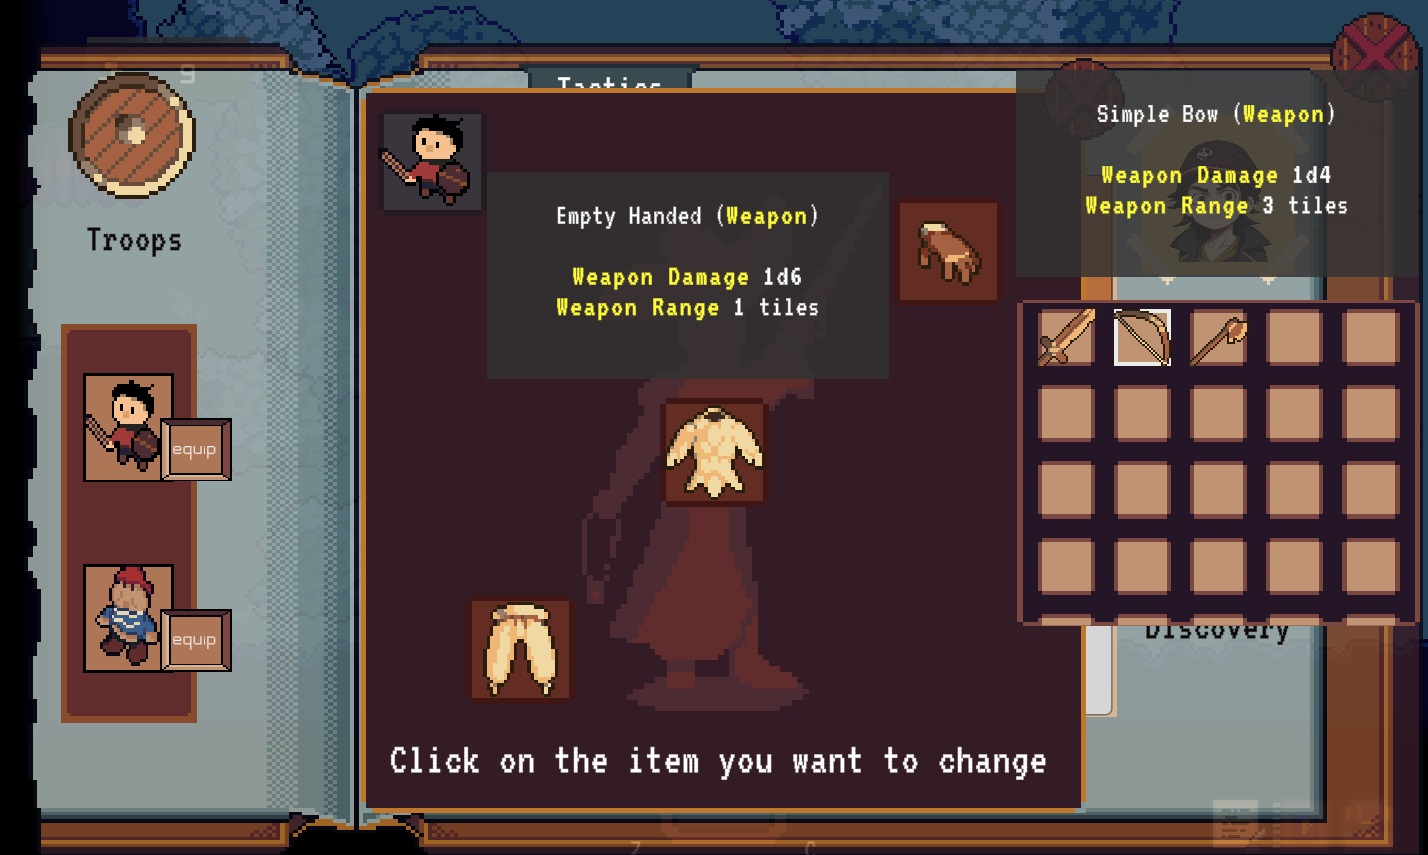 Tactics
Troops
equip
equip
Empty Handed (Weapon)
Weapon Damage 1d6
Weapon Range 1 tiles
Simple Bow (Weapon)
Weapon Damage 1d4
Weapon Range 3 tiles
Discovery
Click on the item you want to change